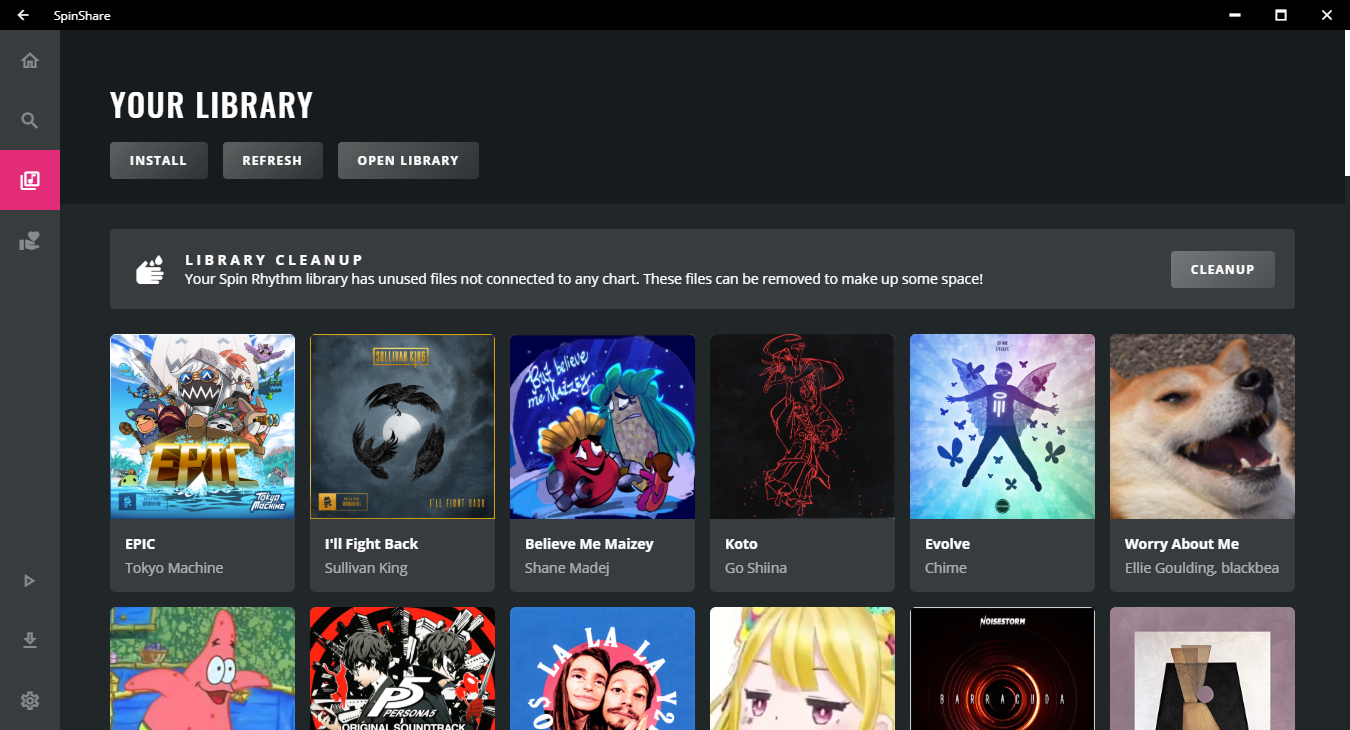 SpinShare
YOUR LIBRARY
INSTALL
REFRESH
OPEN LIBRARY
LIBRARY CLEANUP
Your Spin Rhythm library has unused files not connected to any chart. These files can be removed to make up some space!
CLEANUP
EPIC
TOKYO MACHINE
EPIC
Tokyo Machine
SULLIVAN KING
I'LL FIGHT BACK
I'll Fight Back
Sullivan King
But believe
me Maizey
Believe Me Maizey
Shane Madej
Koto
Go Shiina
CHIME
EVOLVE
Evolve
Chime
Worry About Me
Ellie Goulding, blackbea
P5
PERSONA5
ORIGINAL SOUNDTRACK
LA LA LA
NOISESTORM
BARRACUDA